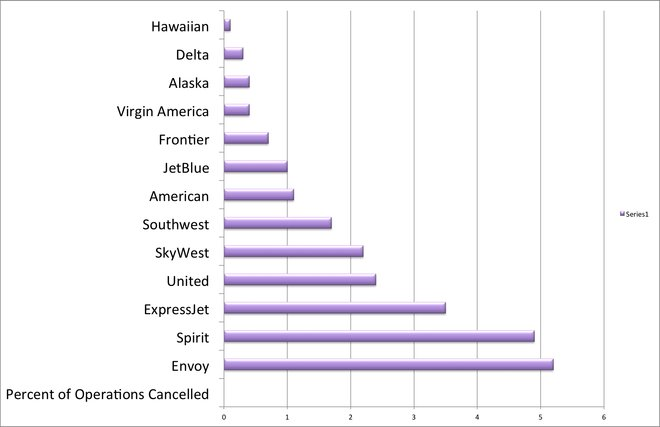 Hawaiian
Delta
Alaska
Virgin America
Frontier
JetBlue
American
Southwest
Series1
SkyWest
United
ExpressJet
Spirit
Envoy
Percent of Operations Cancelled
0 1 2 3 4 5 6